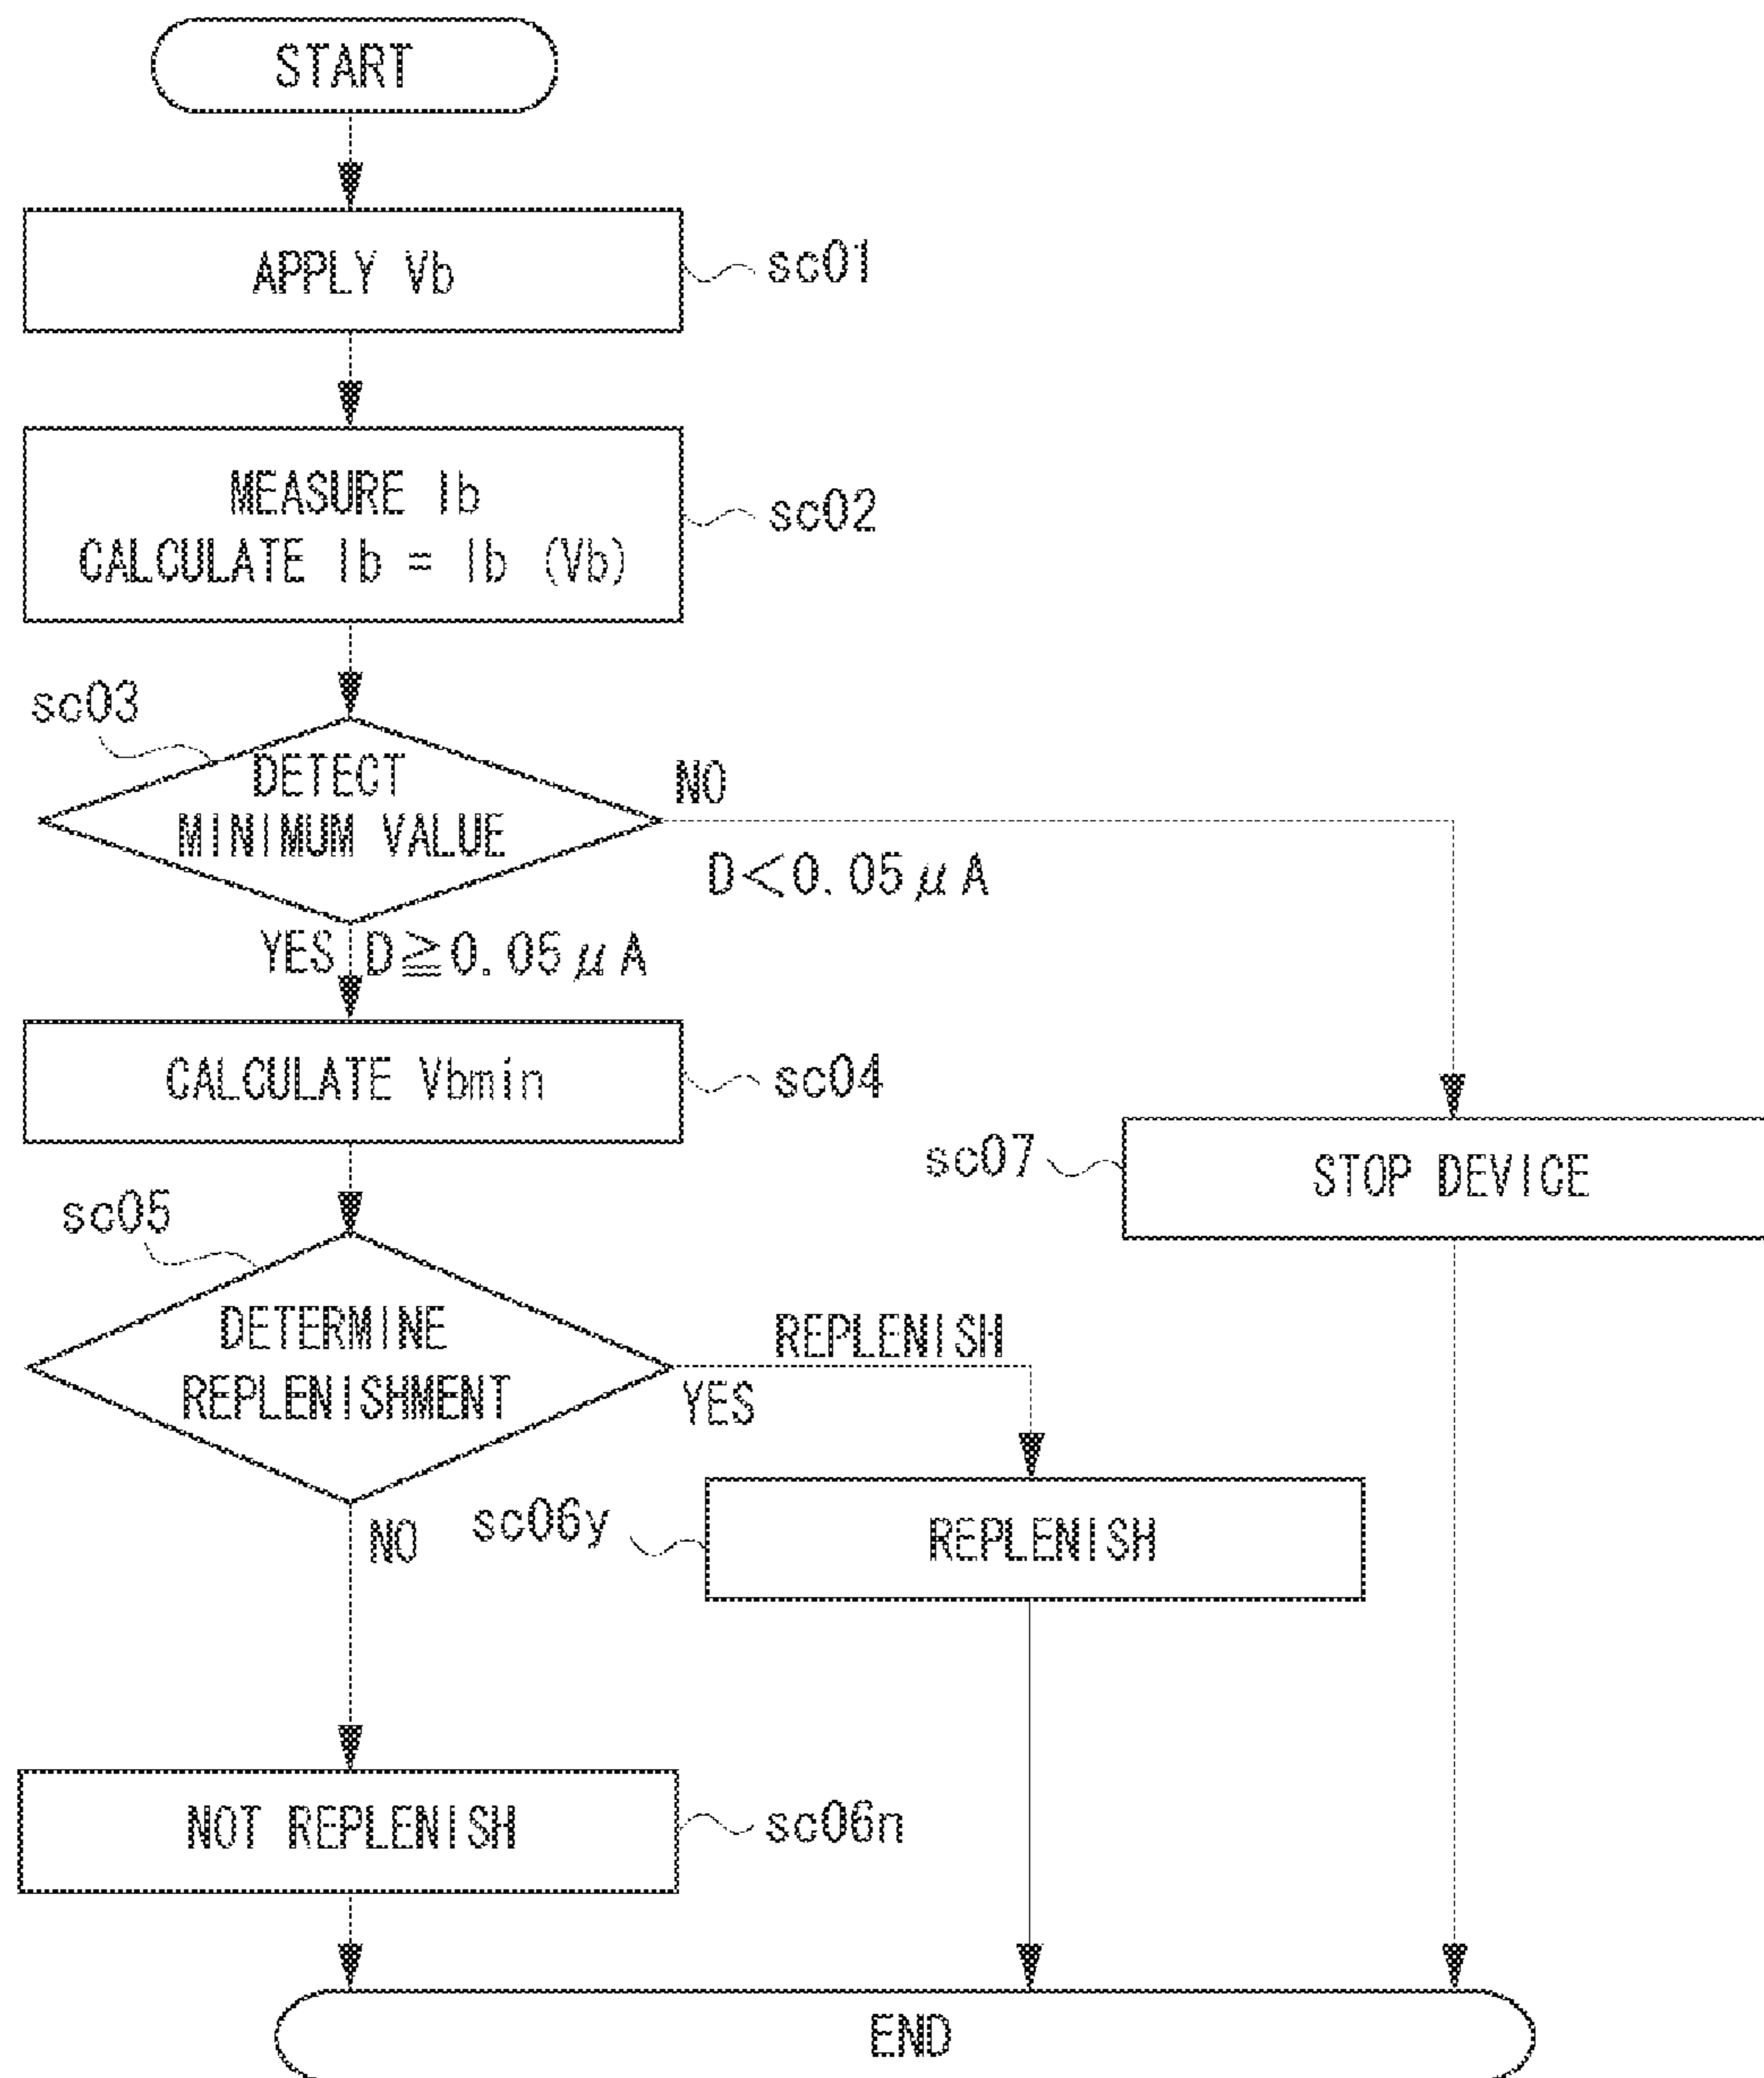 START
APPLY Vb
sc01
MEASURE Ib
CALCULATE Ib = Ib (Vb)
sc02
sc03
DETECT
MINIMUM VALUE
NO
D<0.05μA
YES D≧0.05μA
CALCULATE Vbmin
sc04
sc07
STOP DEVICE
sc05
DETERMINE
REPLENISHMENT
REPLENISH
YES
NO
sc06y
REPLENISH
NOT REPLENISH
sc06n
END